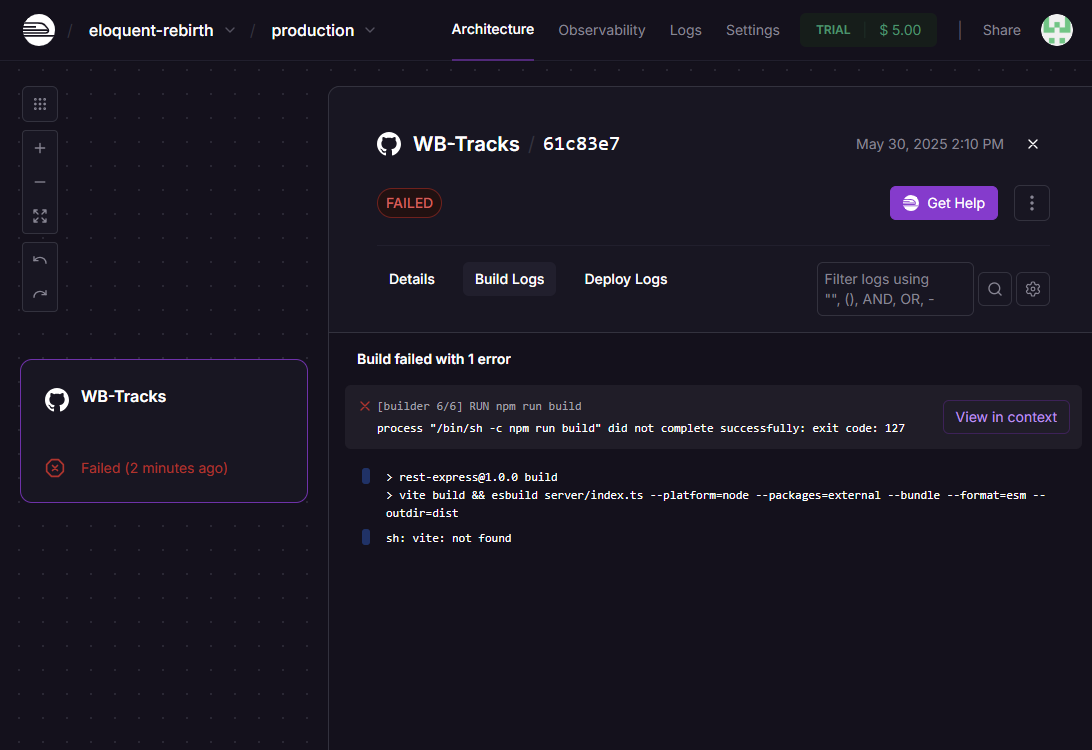 / eloquent-rebirth / production Architecture Observability Logs Settings TRIAL $ 5.00 Share
WB-Tracks / 61c83e7 May 30, 2025 2:10 PM
FAILED Get Help
Details Build Logs Deploy Logs
Filter logs using
"", (), AND, OR, -
WB-Tracks
Failed (2 minutes ago)
Build failed with 1 error
[builder 6/6] RUN npm run build
process "/bin/sh -c npm run build" did not complete successfully: exit code: 127
View in context
> rest-express@1.0.0 build
> vite build && esbuild server/index.ts --platform=node --packages=external --bundle --format=esm --
outdir=dist
sh: vite: not found